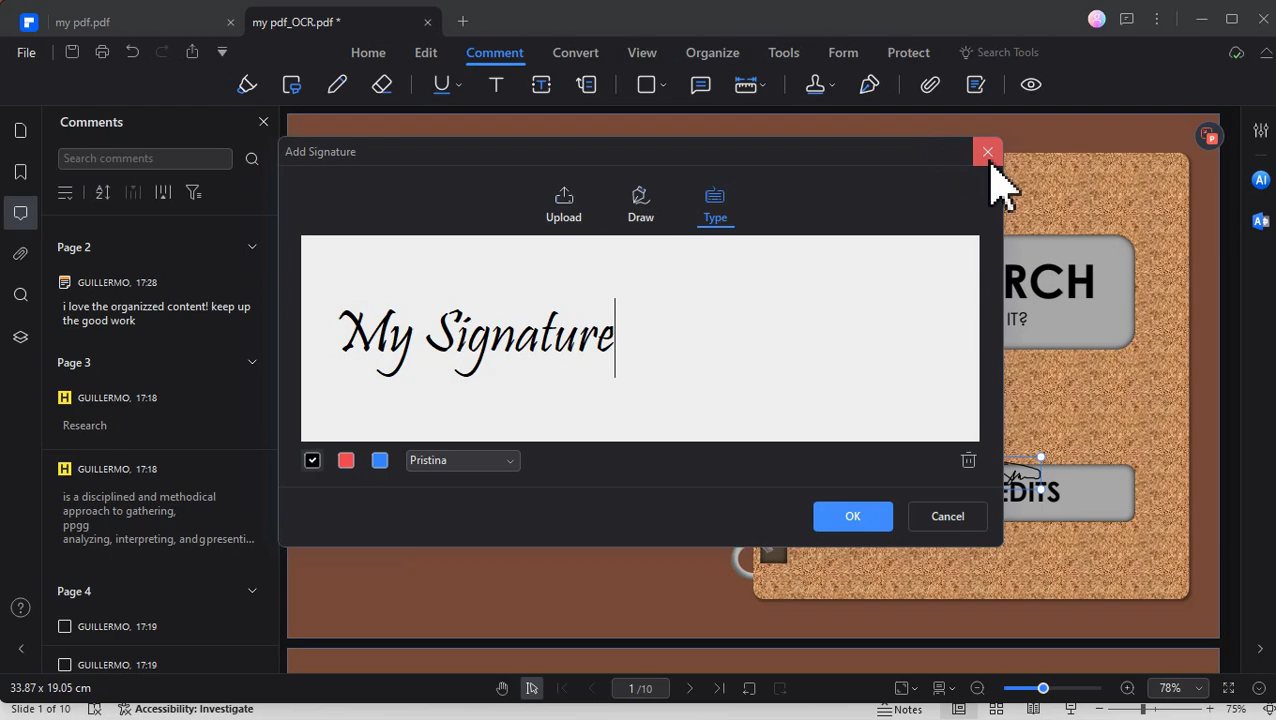 my pdf.pdf
my pdf_OCR.pdf *
File
Home
Edit
Comment
Convert
View
Organize
Tools
Form
Protect
Search Tools
Comments
Search comments
Page 2
GUILLERMO, 17:28
i love the organizzed content! keep up
the good work
Page 3
GUILLERMO, 17:18
Research
GUILLERMO, 17:18
is a disciplined and methodical
approach to gathering,
ppgg
analyzing, interpreting, and gpresenti...
Page 4
GUILLERMO, 17:19
GUILLERMO, 17:19
Add Signature
Upload
Draw
Type
My Signature
Pristina
OK
Cancel
RCH
IT?
EDITS
P
AI
33.87 x 19.05 cm
1 /10
78%
Slide 1 of 10
Accessibility: Investigate
Notes
75%